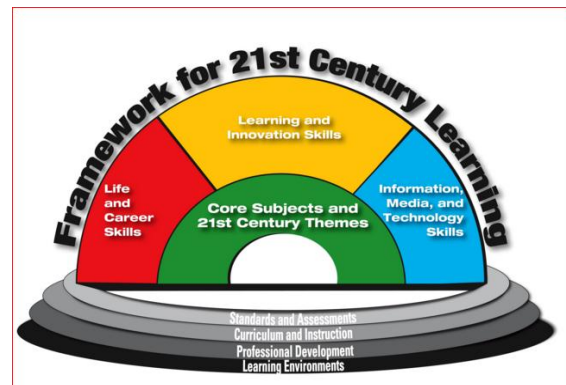 Framework for 21st Century Learning
Learning and
Innovation Skills
Life
and
Career
Skills
Core Subjects and
21st Century Themes
Information,
Media, and
Technology
Skills
Standards and Assessments
Curriculum and Instruction
Professional Development
Learning Environments